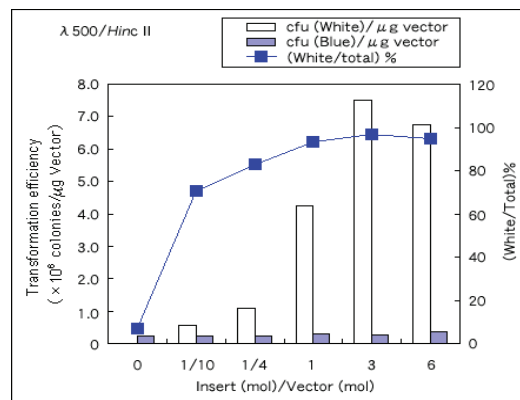 λ 500/Hinc II
cfu (White)/μg vector
cfu (Blue)/μg vector
(White/total) %
8.0
7.0
6.0
5.0
4.0
3.0
2.0
1.0
0
120
100
80
60
40
20
0
Transformation efficiency
(×10⁶ colonies/μg Vector)
(White/Total)%
0 1/10 1/4 1 3 6
Insert (mol)/Vector (mol)